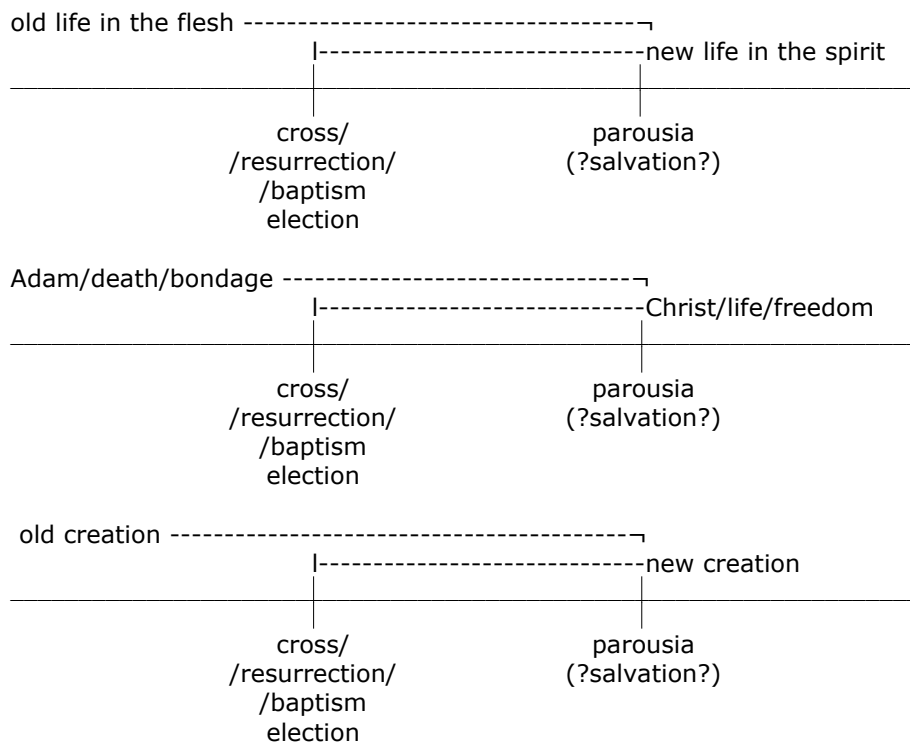 old life in the flesh
new life in the spirit
cross/ parousia
/resurrection/ (?salvation?)
/baptism
election
Adam/death/bondage
Christ/life/freedom
cross/ parousia
/resurrection/ (?salvation?)
/baptism
election
old creation
new creation
cross/ parousia
/resurrection/ (?salvation?)
/baptism
election